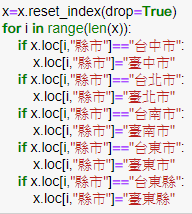 x=x.reset_index(drop=True)
for i in range(len(x)):
    if x.loc[i,"縣市"]=="台中市":
        x.loc[i,"縣市"]="臺中市"
    if x.loc[i,"縣市"]=="台北市":
        x.loc[i,"縣市"]="臺北市"
    if x.loc[i,"縣市"]=="台南市":
        x.loc[i,"縣市"]="臺南市"
    if x.loc[i,"縣市"]=="台東市":
        x.loc[i,"縣市"]="臺東市"
    if x.loc[i,"縣市"]=="台東縣":
        x.loc[i,"縣市"]="臺東縣"